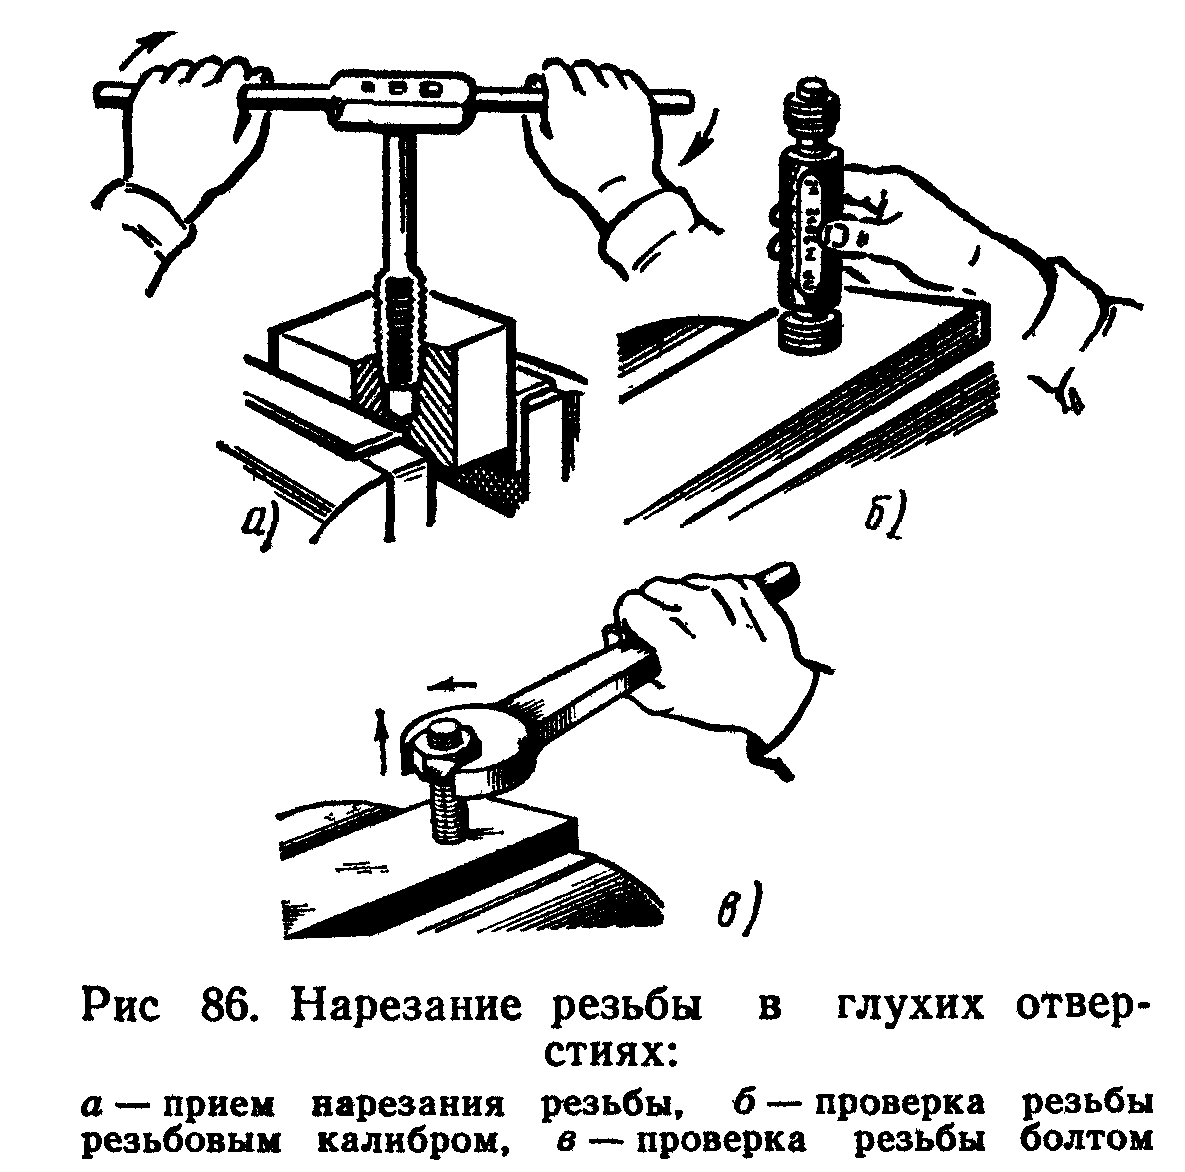 а)
б)
в)
Рис 86. Нарезание резьбы в глухих отвер-
стиях:
а — прием нарезания резьбы, б — проверка резьбы
резьбовым калибром, в — проверка резьбы болтом